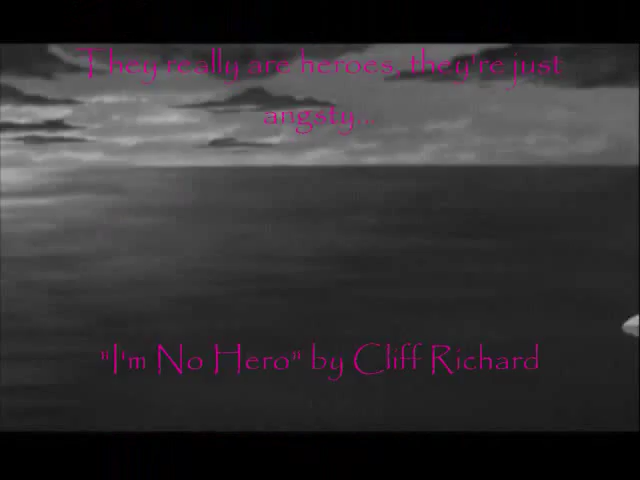 They really are heroes, they're just
angsty...
"I'm No Hero" by Cliff Richard